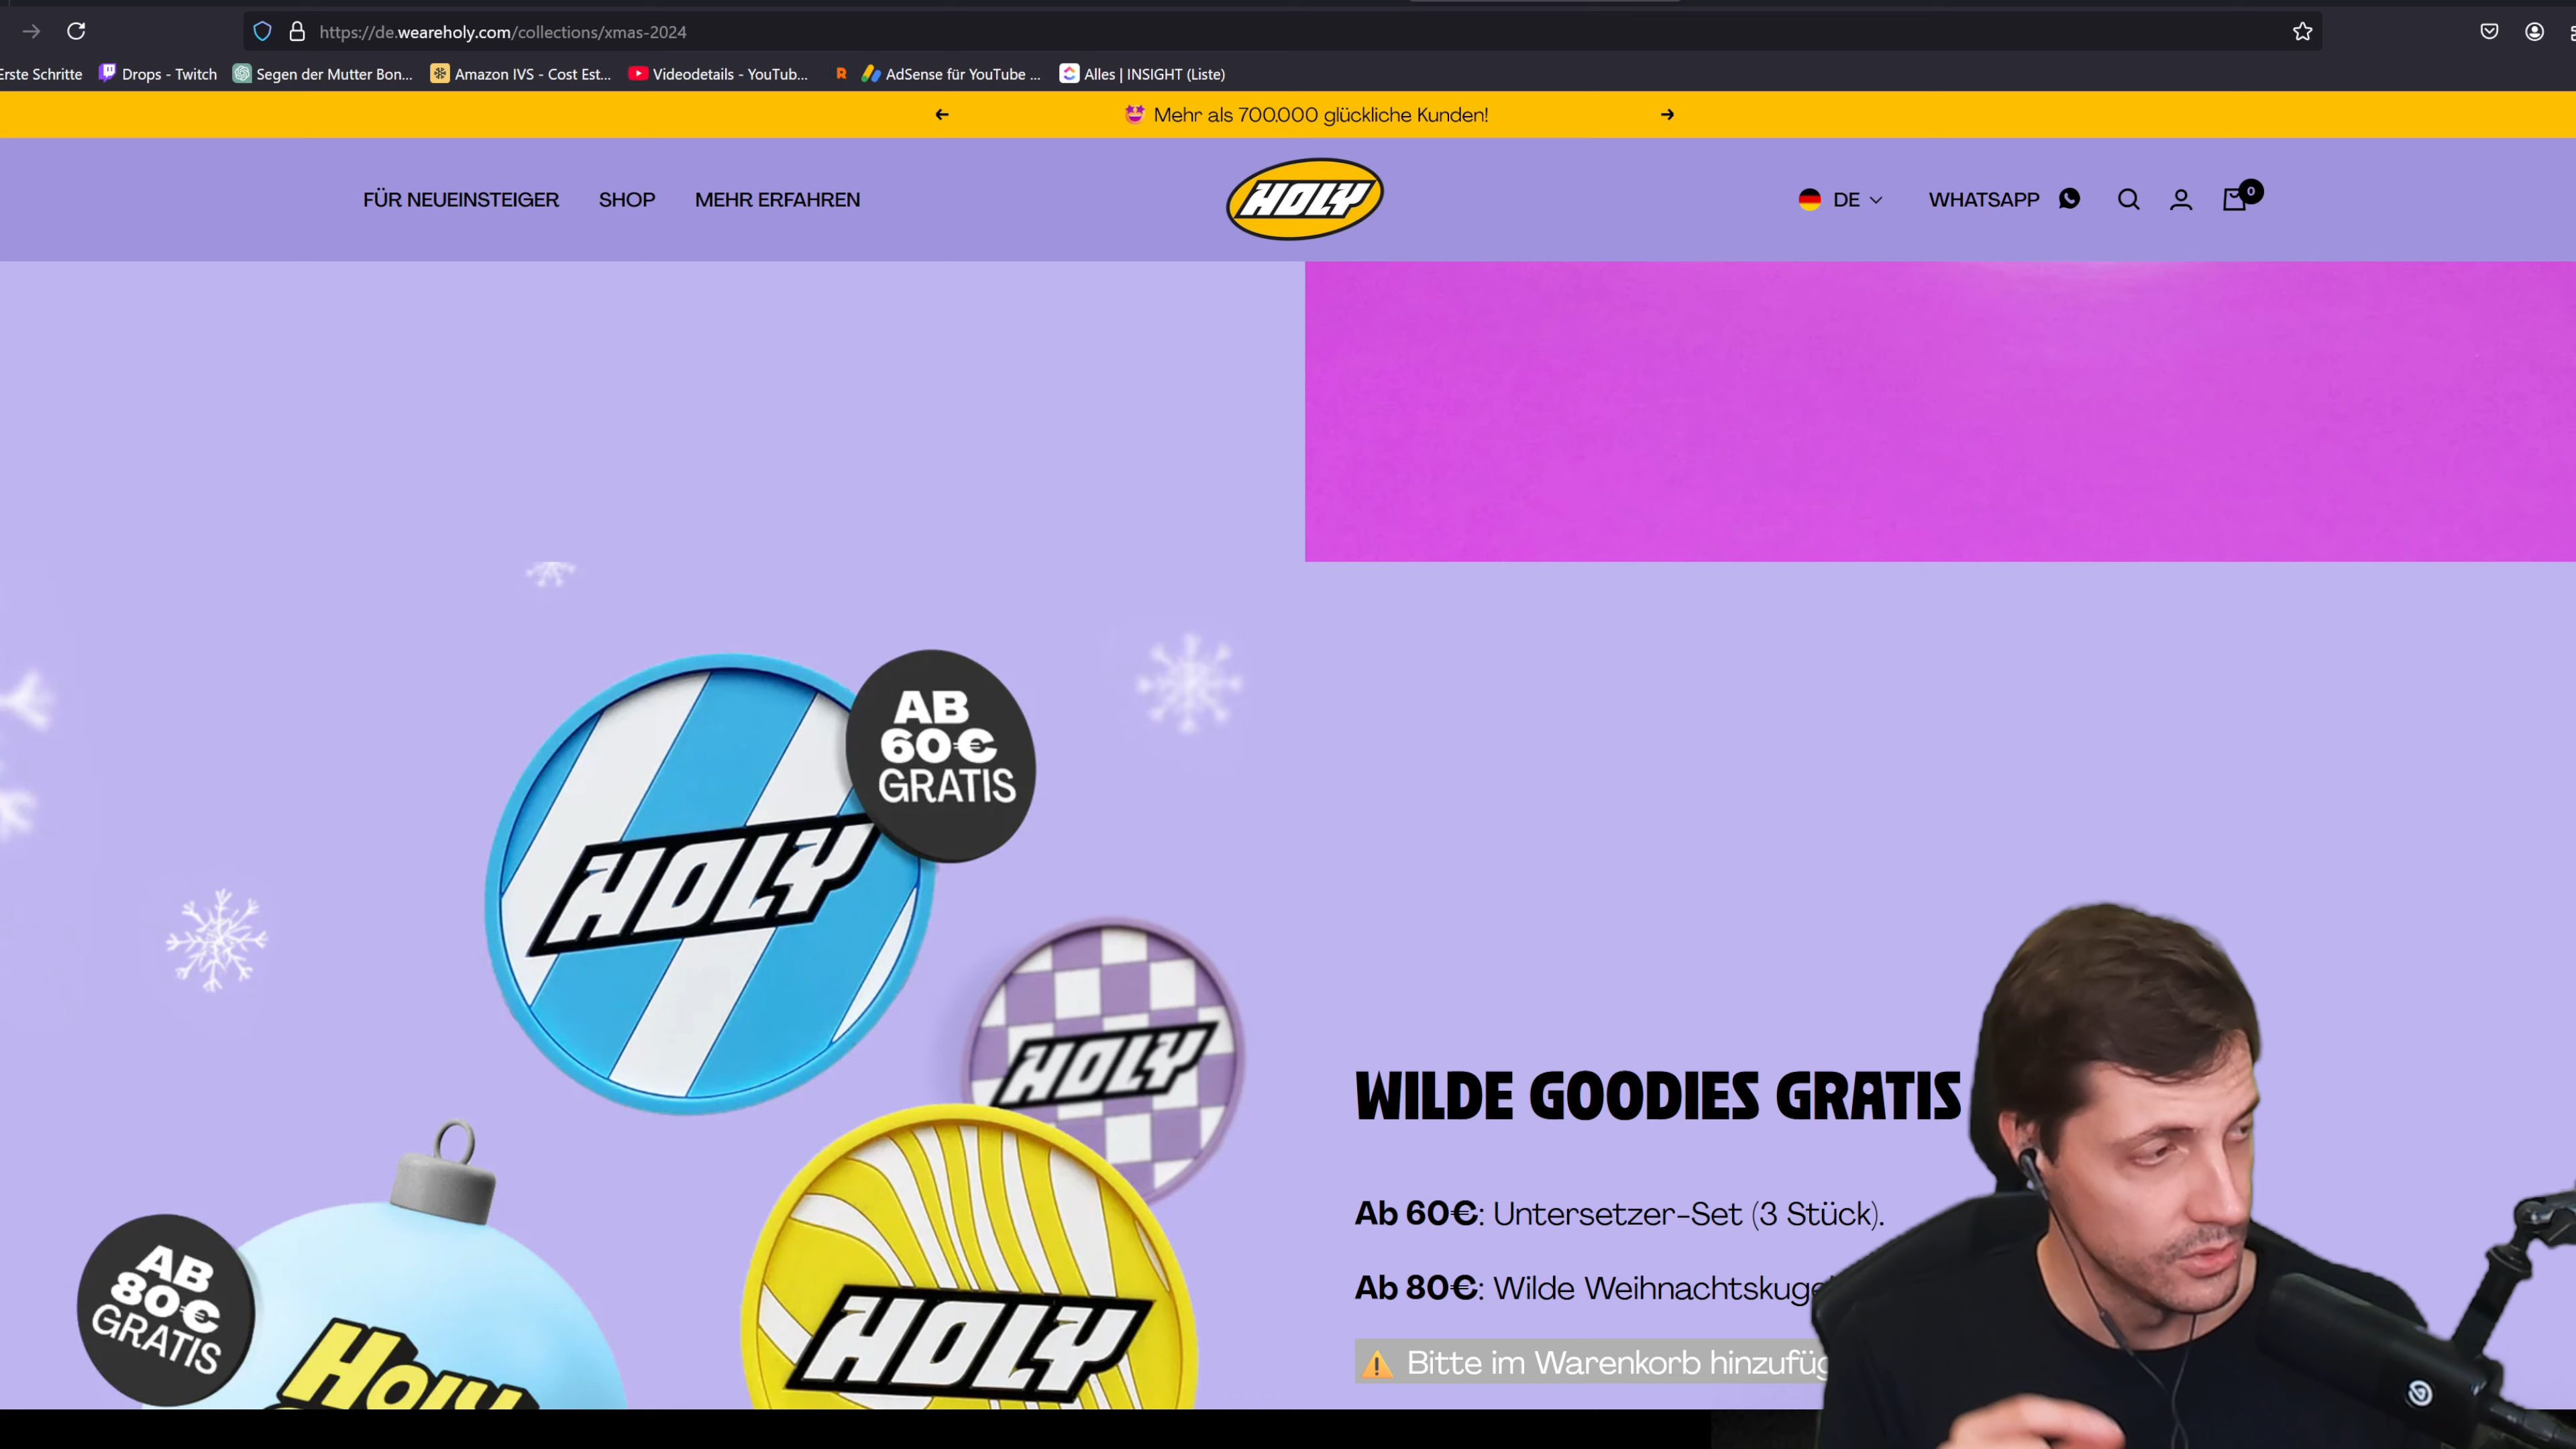 https://de.weareholy.com/collections/xmas-2024
Erste Schritte
Drops - Twitch
Segen der Mutter Bon...
Amazon IVS - Cost Est...
Videodetails - YouTub...
AdSense für YouTube ...
Alles | INSIGHT (Liste)
Mehr als 700.000 glückliche Kunden!
FÜR NEUEINSTEIGER
SHOP
MEHR ERFAHREN
HOLY
DE
WHATSAPP
0
AB
60€
GRATIS
HOLY
HOLY
WILDE GOODIES GRATIS
Ab 60€: Untersetzer-Set (3 Stück).
AB
80€
GRATIS
Ab 80€: Wilde Weihnachtskuge
HOLY
HOLY
Bitte im Warenkorb hinzufüg